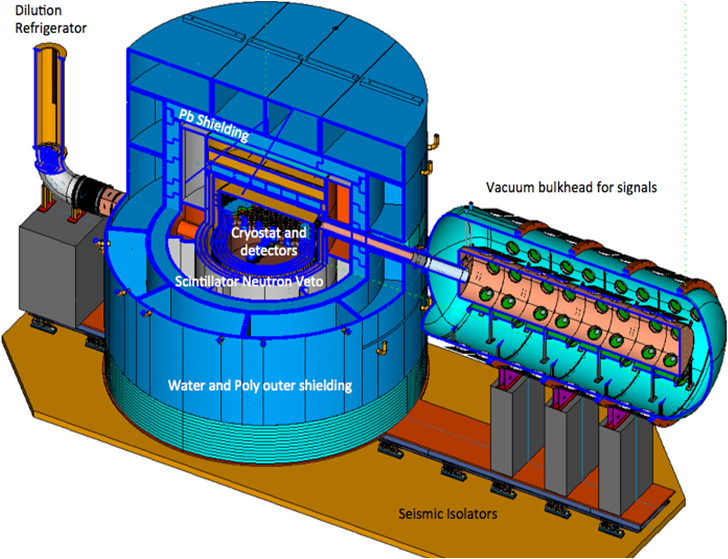 Dilution
Refrigerator
Pb Shielding
Vacuum bulkhead for signals
Cryostat and
detectors
Scintillator Neutron Veto
Water and Poly outer shielding
Seismic Isolators